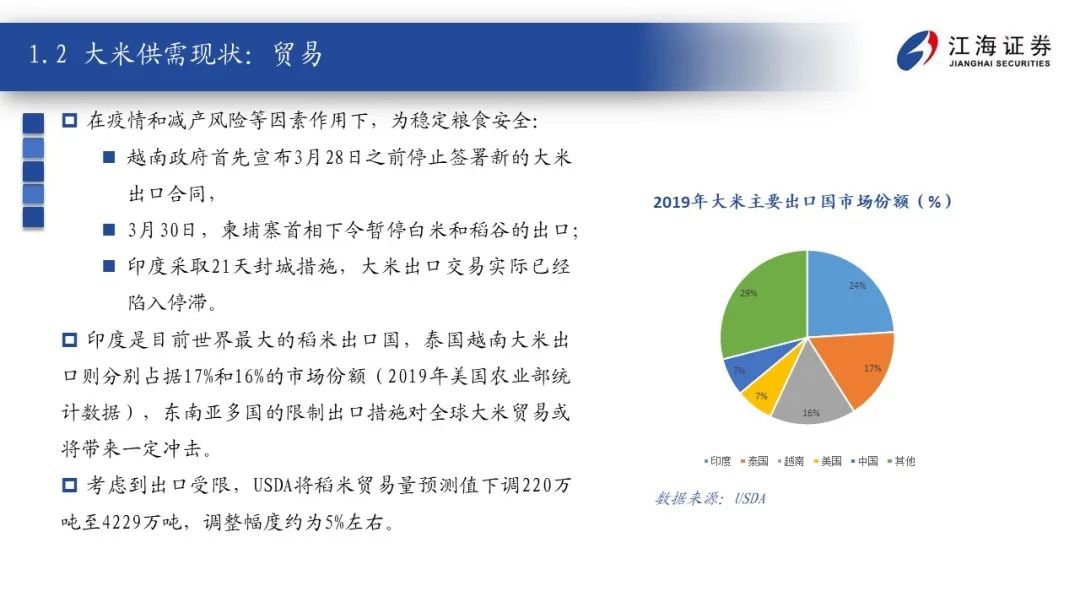 1.2 大米供需现状：贸易
江海证券
JIANGHAI SECURITIES
在疫情和减产风险等因素作用下，为稳定粮食安全：
越南政府首先宣布3月28日之前停止签署新的大米
出口合同，
3月30日，柬埔寨首相下令暂停白米和稻谷的出口；
印度采取21天封城措施，大米出口交易实际已经
陷入停滞。
印度是目前世界最大的稻米出口国，泰国越南大米出
口则分别占据17%和16%的市场份额（2019年美国农业部统
计数据），东南亚多国的限制出口措施对全球大米贸易或
将带来一定冲击。
考虑到出口受限，USDA将稻米贸易量预测值下调220万
吨至4229万吨，调整幅度约为5%左右。
2019年大米主要出口国市场份额（%）
29%
24%
7%
17%
7%
16%
印度 泰国 越南 美国 中国 其他
数据来源：USDA